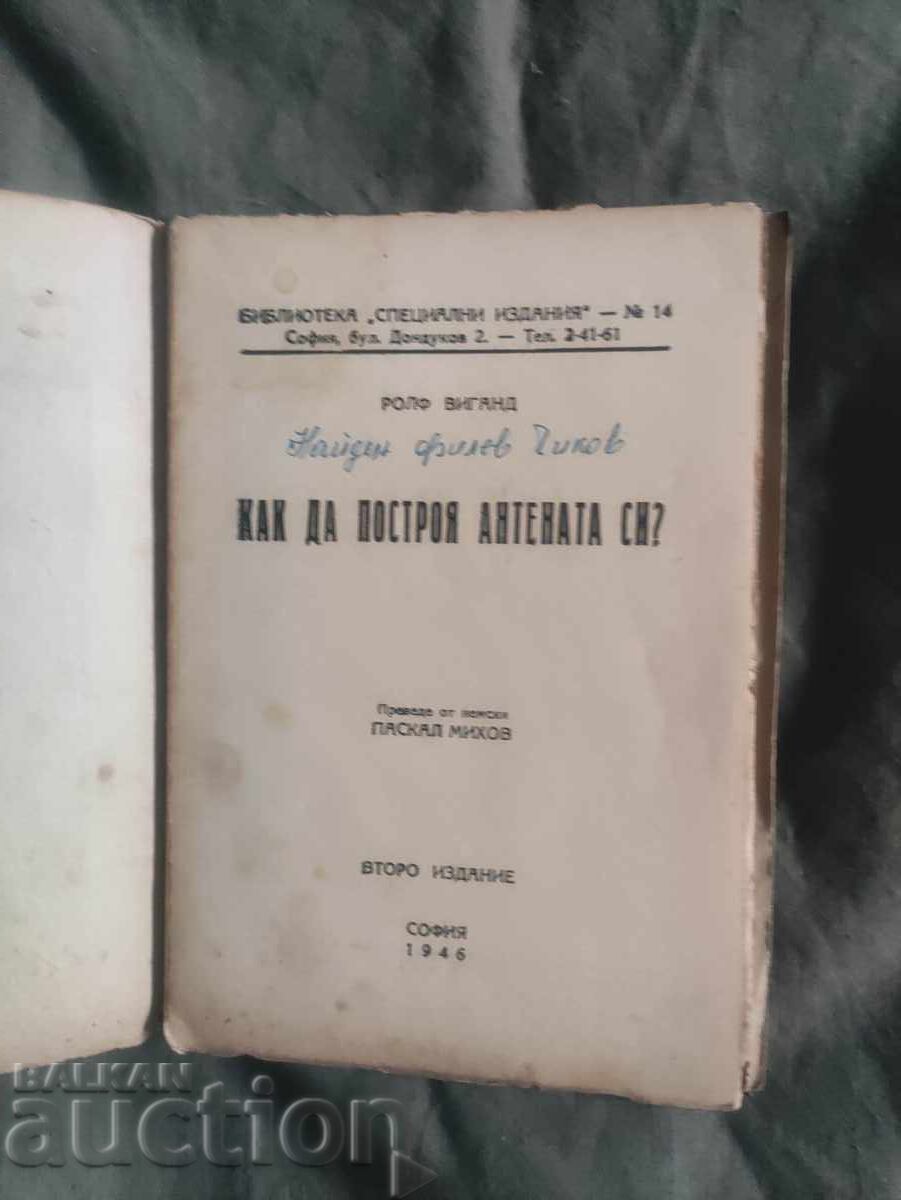 БИБЛИОТЕКА „СПЕЦИАЛНИ ИЗДАНИЯ" — № 14
София, бул. Дондуков 2. — Тел. 2-41-61
РОЛФ ВИГАНД
Найден Филев Чиков
КАК ДА ПОСТРОЯ АНТЕНАТА СИ?
Преведе от немски
ПАСКАЛ МИХОВ
ВТОРО ИЗДАНИЕ
СОФИЯ
1946
BALKAN
auction